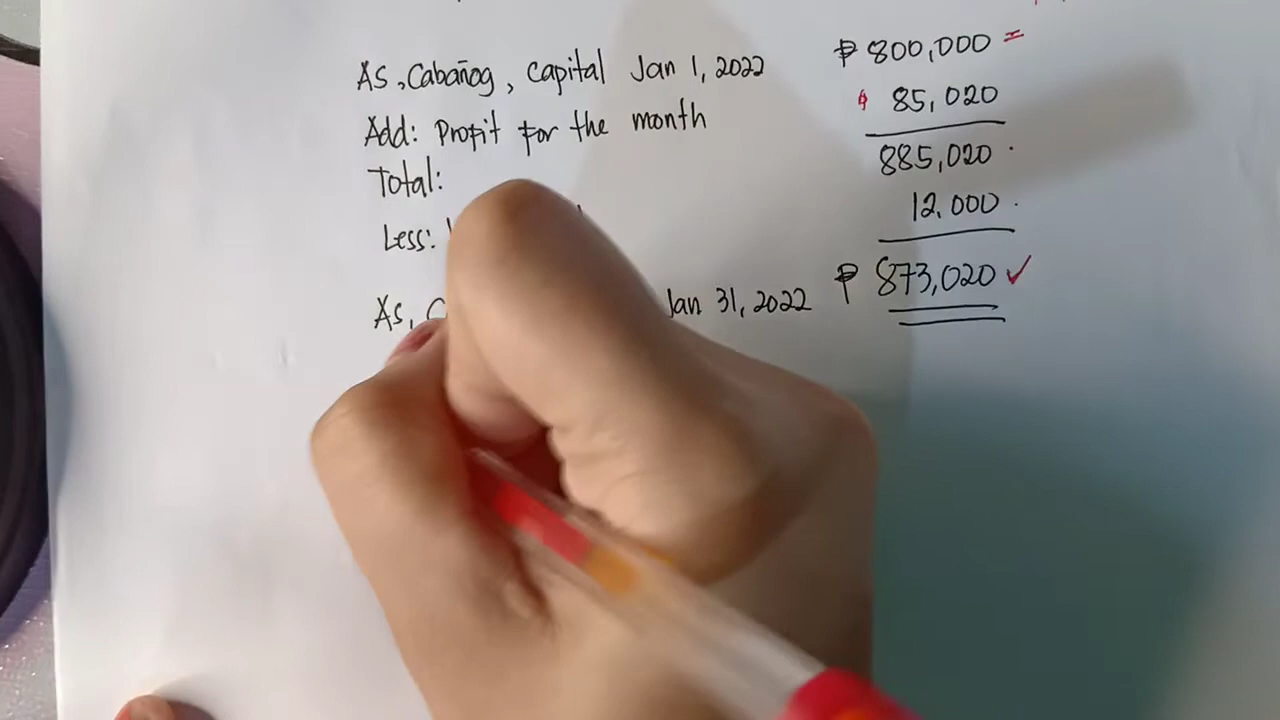 As, Cabañog, Capital Jan 1, 2022 ₱ 800,000 =
Add: Profit for the month 85,020
Total: 885,020
Less: 12,000
As, Jan 31, 2022 ₱ 873,020 ✓